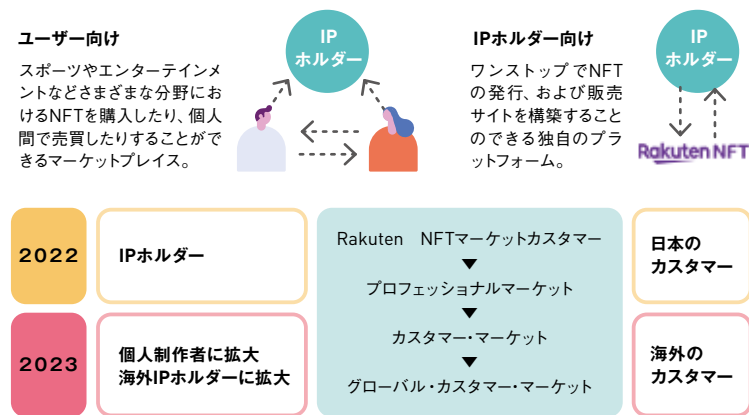 ユーザー向け
スポーツやエンターテインメ
ントなどさまざまな分野にお
けるNFTを購入したり、個人
間で売買したりすることがで
きるマーケットプレイス。
IP
ホルダー
IPホルダー向け
ワンストップでNFT
の発行、および販売
サイトを構築すること
のできる独自のプラ
ットフォーム。
IP
ホルダー
Rakuten NFT
2022
IPホルダー
Rakuten NFTマーケットカスタマー
▼
プロフェッショナルマーケット
▼
カスタマー・マーケット
▼
グローバル・カスタマー・マーケット
日本の
カスタマー
2023
個人制作者に拡大
海外IPホルダーに拡大
海外の
カスタマー